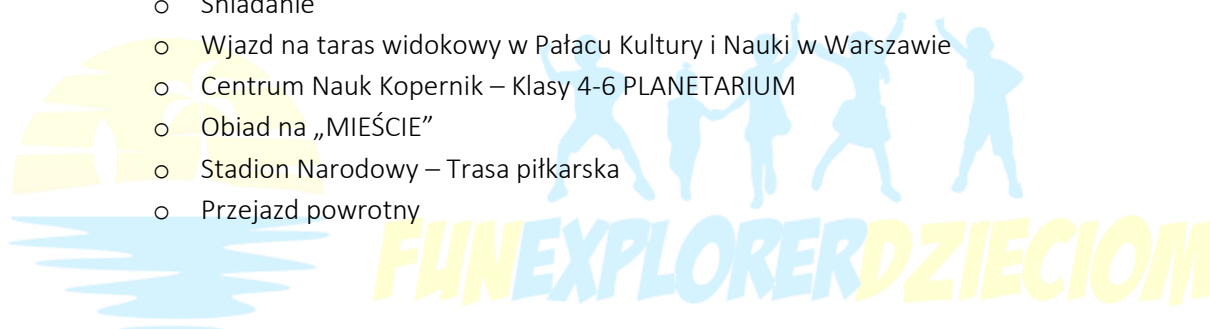 o Śniadanie
o Wjazd na taras widokowy w Pałacu Kultury i Nauki w Warszawie
o Centrum Nauk Kopernik – Klasy 4-6 PLANETARIUM
o Obiad na „MIEŚCIE”
o Stadion Narodowy – Trasa piłkarska
o Przejazd powrotny
FUNEXPLORERDZIECIOM